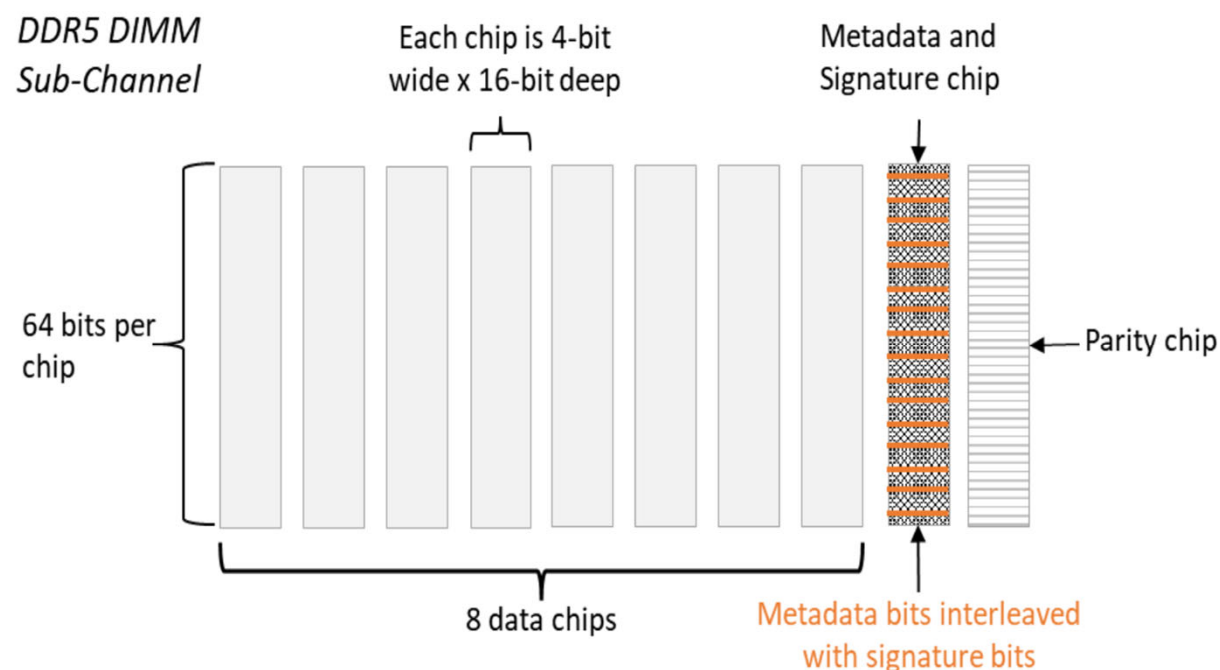 DDR5 DIMM
Sub-Channel
Each chip is 4-bit
wide x 16-bit deep
Metadata and
Signature chip
64 bits per
chip
Parity chip
8 data chips
Metadata bits interleaved
with signature bits